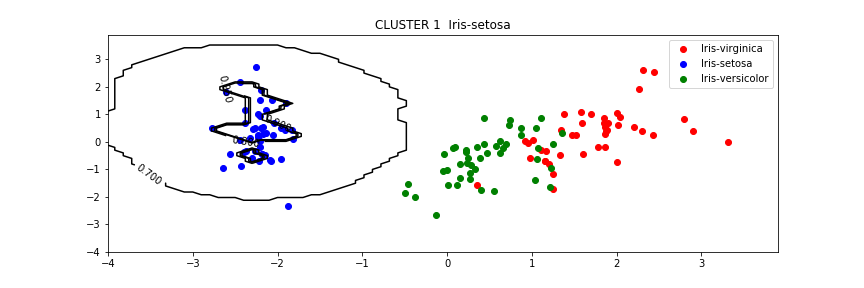 CLUSTER 1 Iris-setosa
Iris-virginica
Iris-setosa
Iris-versicolor
3
2
1
0
−1
−2
−3
−4
0.700
−4 −3 −2 −1 0 1 2 3